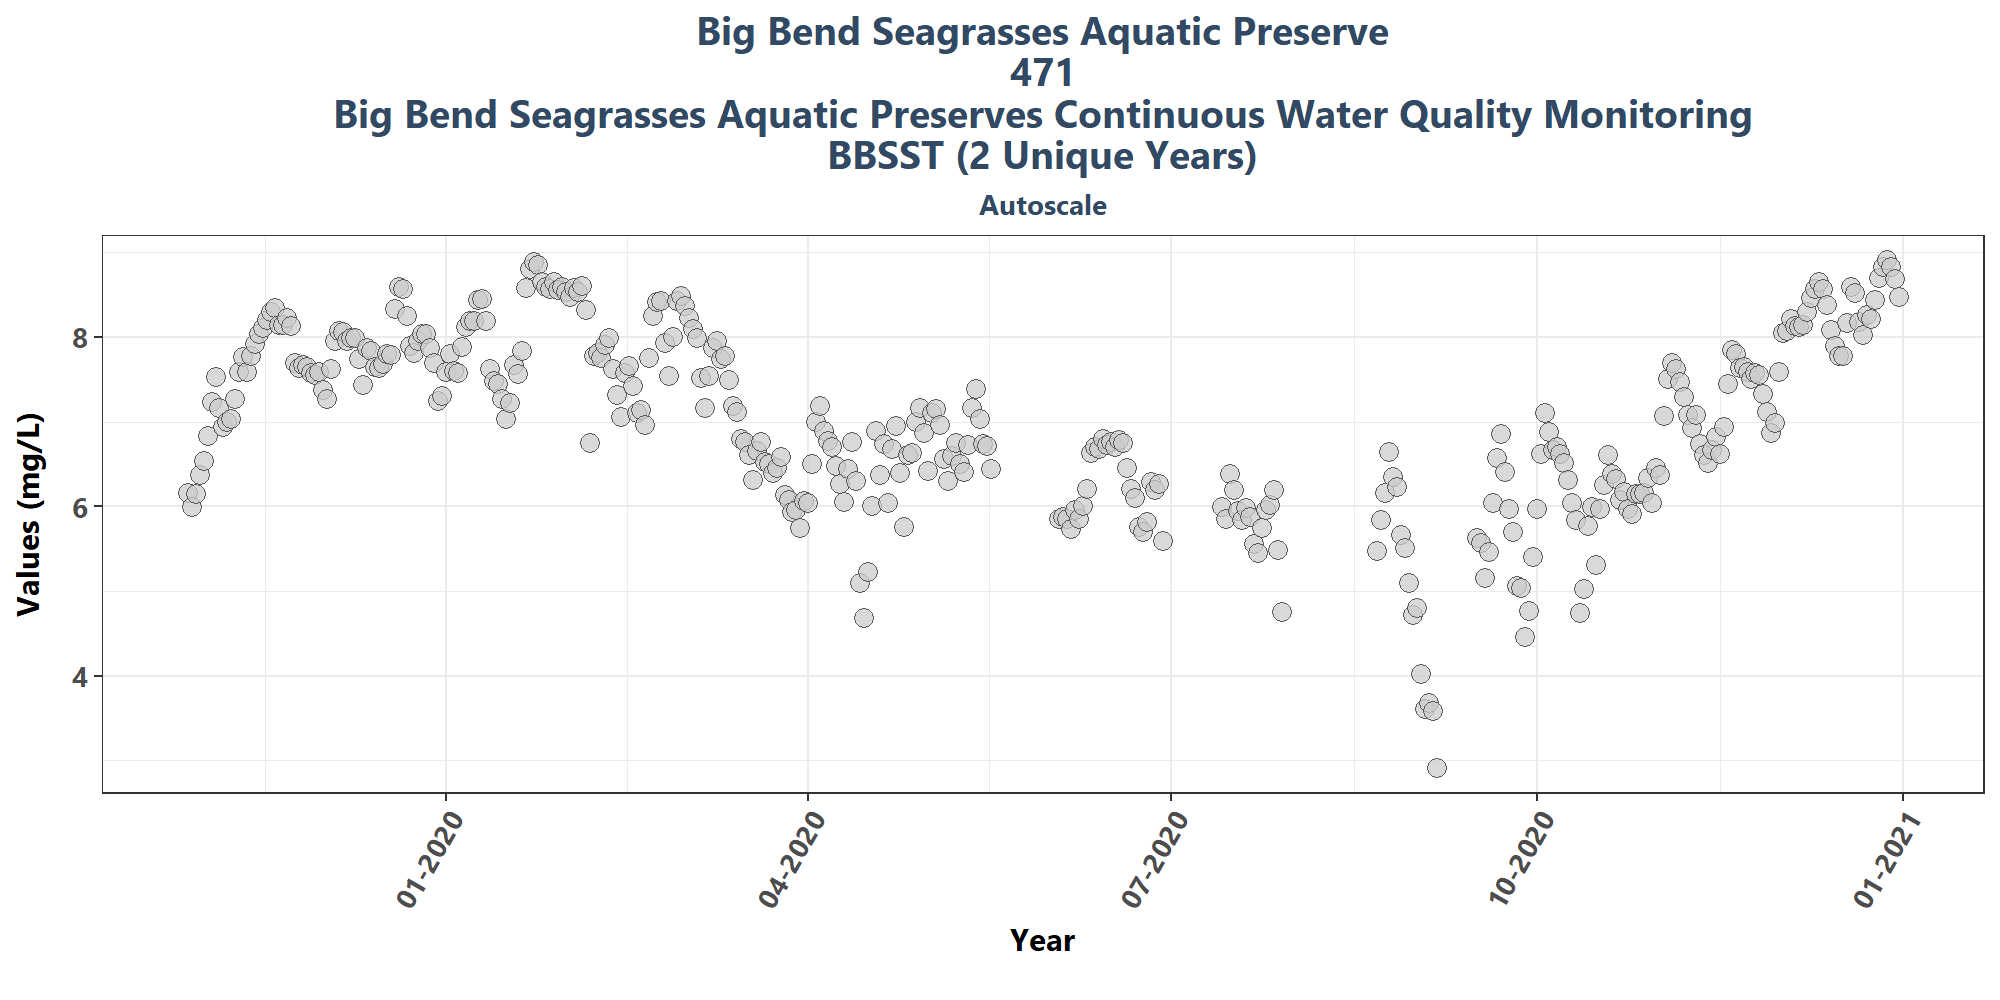 Big Bend Seagrasses Aquatic Preserve
471
Big Bend Seagrasses Aquatic Preserves Continuous Water Quality Monitoring
BBSST (2 Unique Years)
Autoscale
Values (mg/L)
8
6
4
01-2020
04-2020
07-2020
10-2020
01-2021
Year